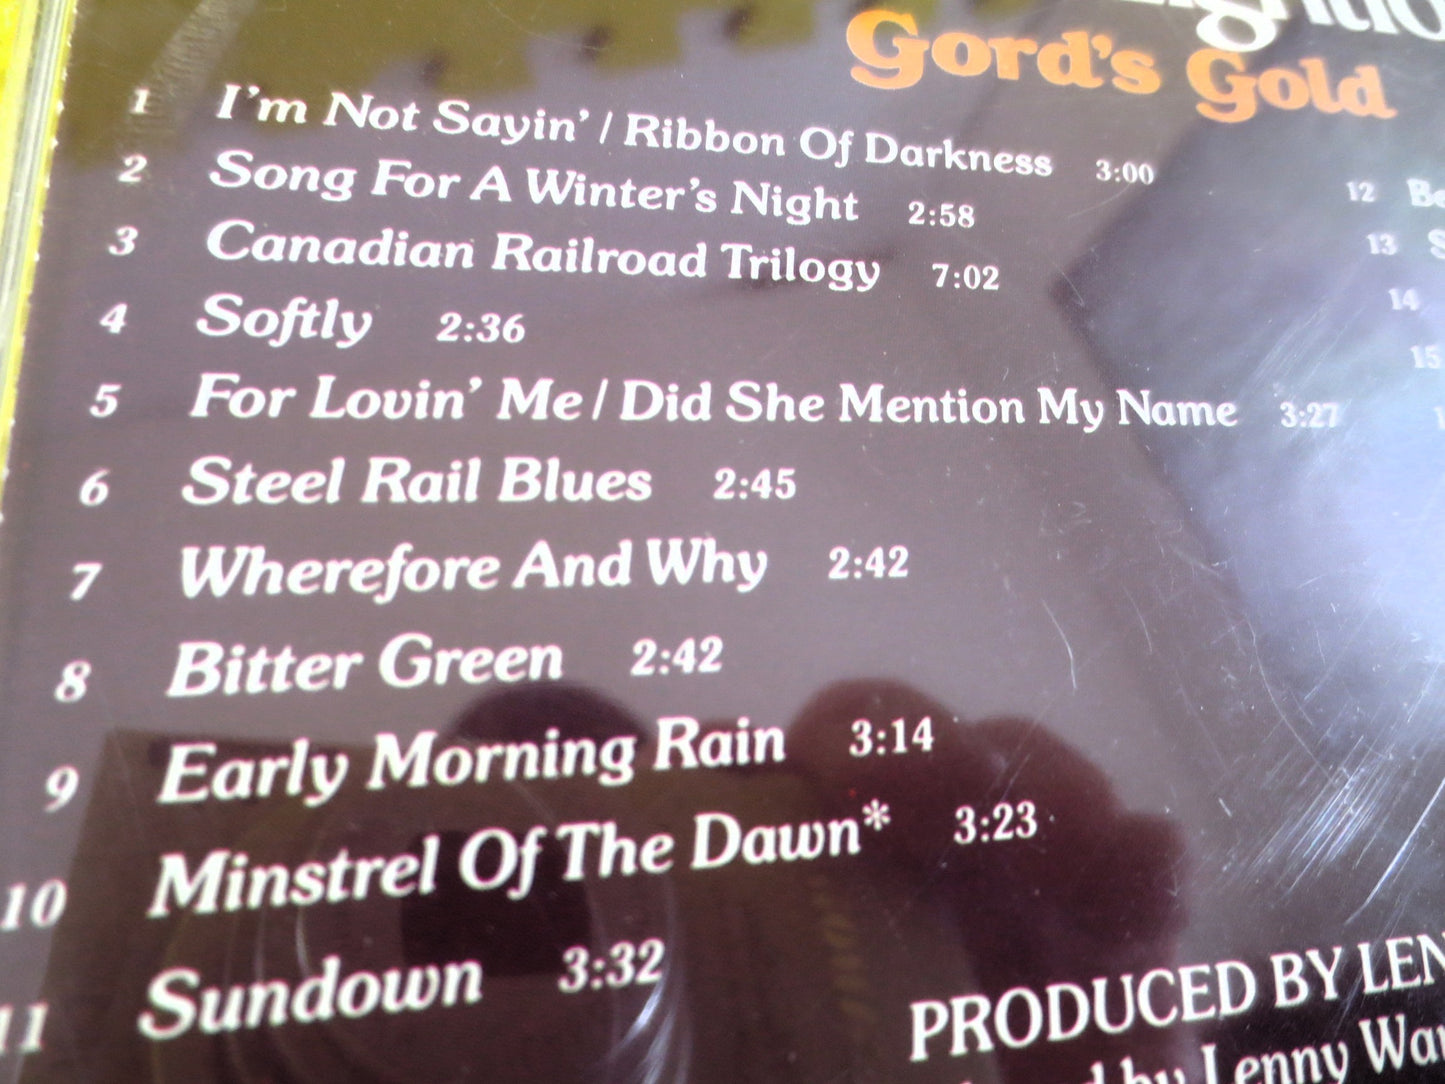 Gord's Gold
1 I'm Not Sayin' / Ribbon Of Darkness 3:00
2 Song For A Winter's Night 2:58
3 Canadian Railroad Trilogy 7:02
4 Softly 2:36
5 For Lovin' Me / Did She Mention My Name 3:27
6 Steel Rail Blues 2:45
7 Wherefore And Why 2:42
8 Bitter Green 2:42
9 Early Morning Rain 3:14
10 Minstrel Of The Dawn* 3:23
11 Sundown 3:32
12
13
14
15
PRODUCED BY LEN
by Lenny War